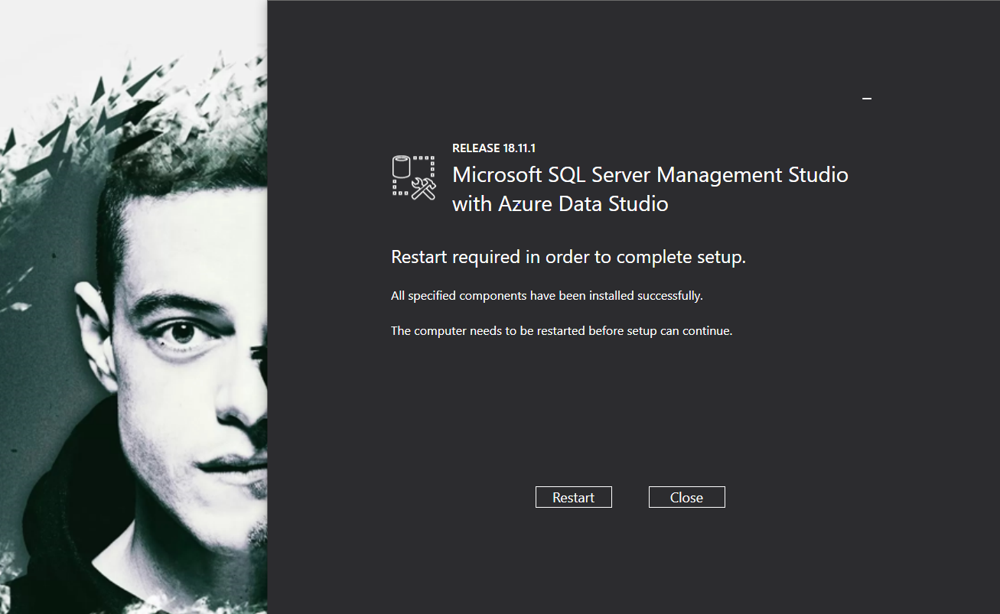 RELEASE 18.11.1
Microsoft SQL Server Management Studio
with Azure Data Studio
Restart required in order to complete setup.
All specified components have been installed successfully.
The computer needs to be restarted before setup can continue.
Restart
Close